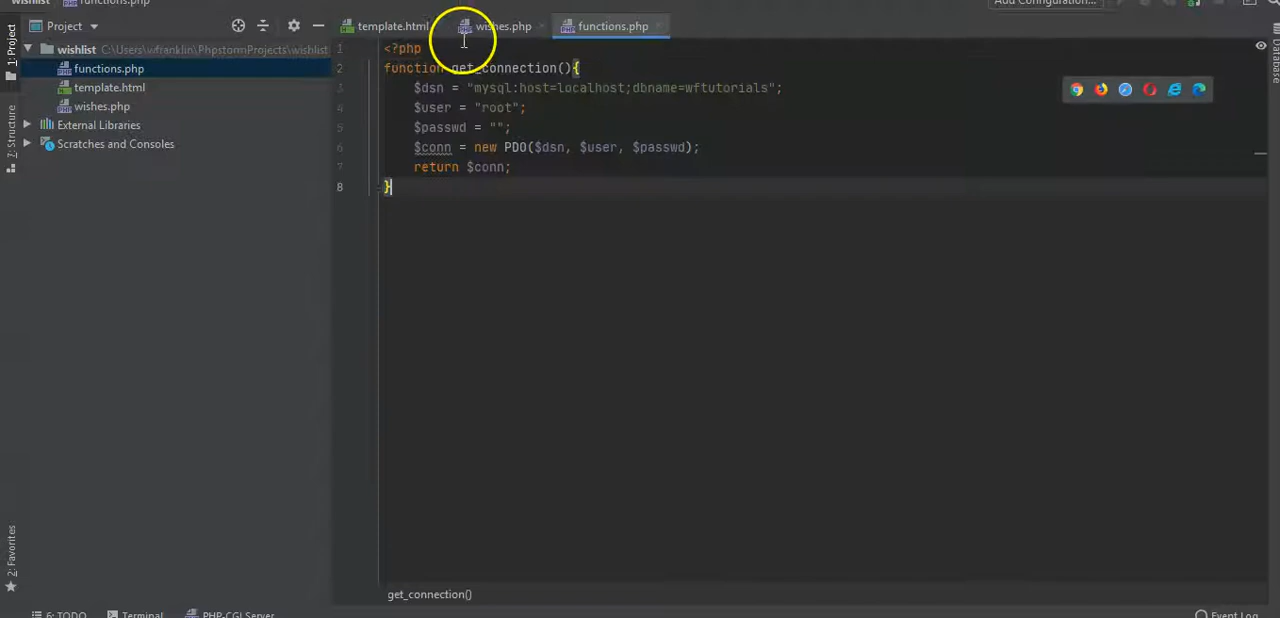 wishlist functions.php
Add Configuration...
Project
template.html
wishes.php
functions.php
1: Project
wishlist C:\Users\wfranklin\PhpstormProjects\wishlist
functions.php
template.html
wishes.php
External Libraries
Scratches and Consoles
7: Structure
2: Favorites
Database
1 <?php
2 function get_connection(){
3 $dsn = "mysql:host=localhost;dbname=wftutorials";
4 $user = "root";
5 $passwd = "";
6 $conn = new PDO($dsn, $user, $passwd);
7 return $conn;
8 }
get_connection()
6: TODO
Terminal
PHP-CGI Server
Event Log